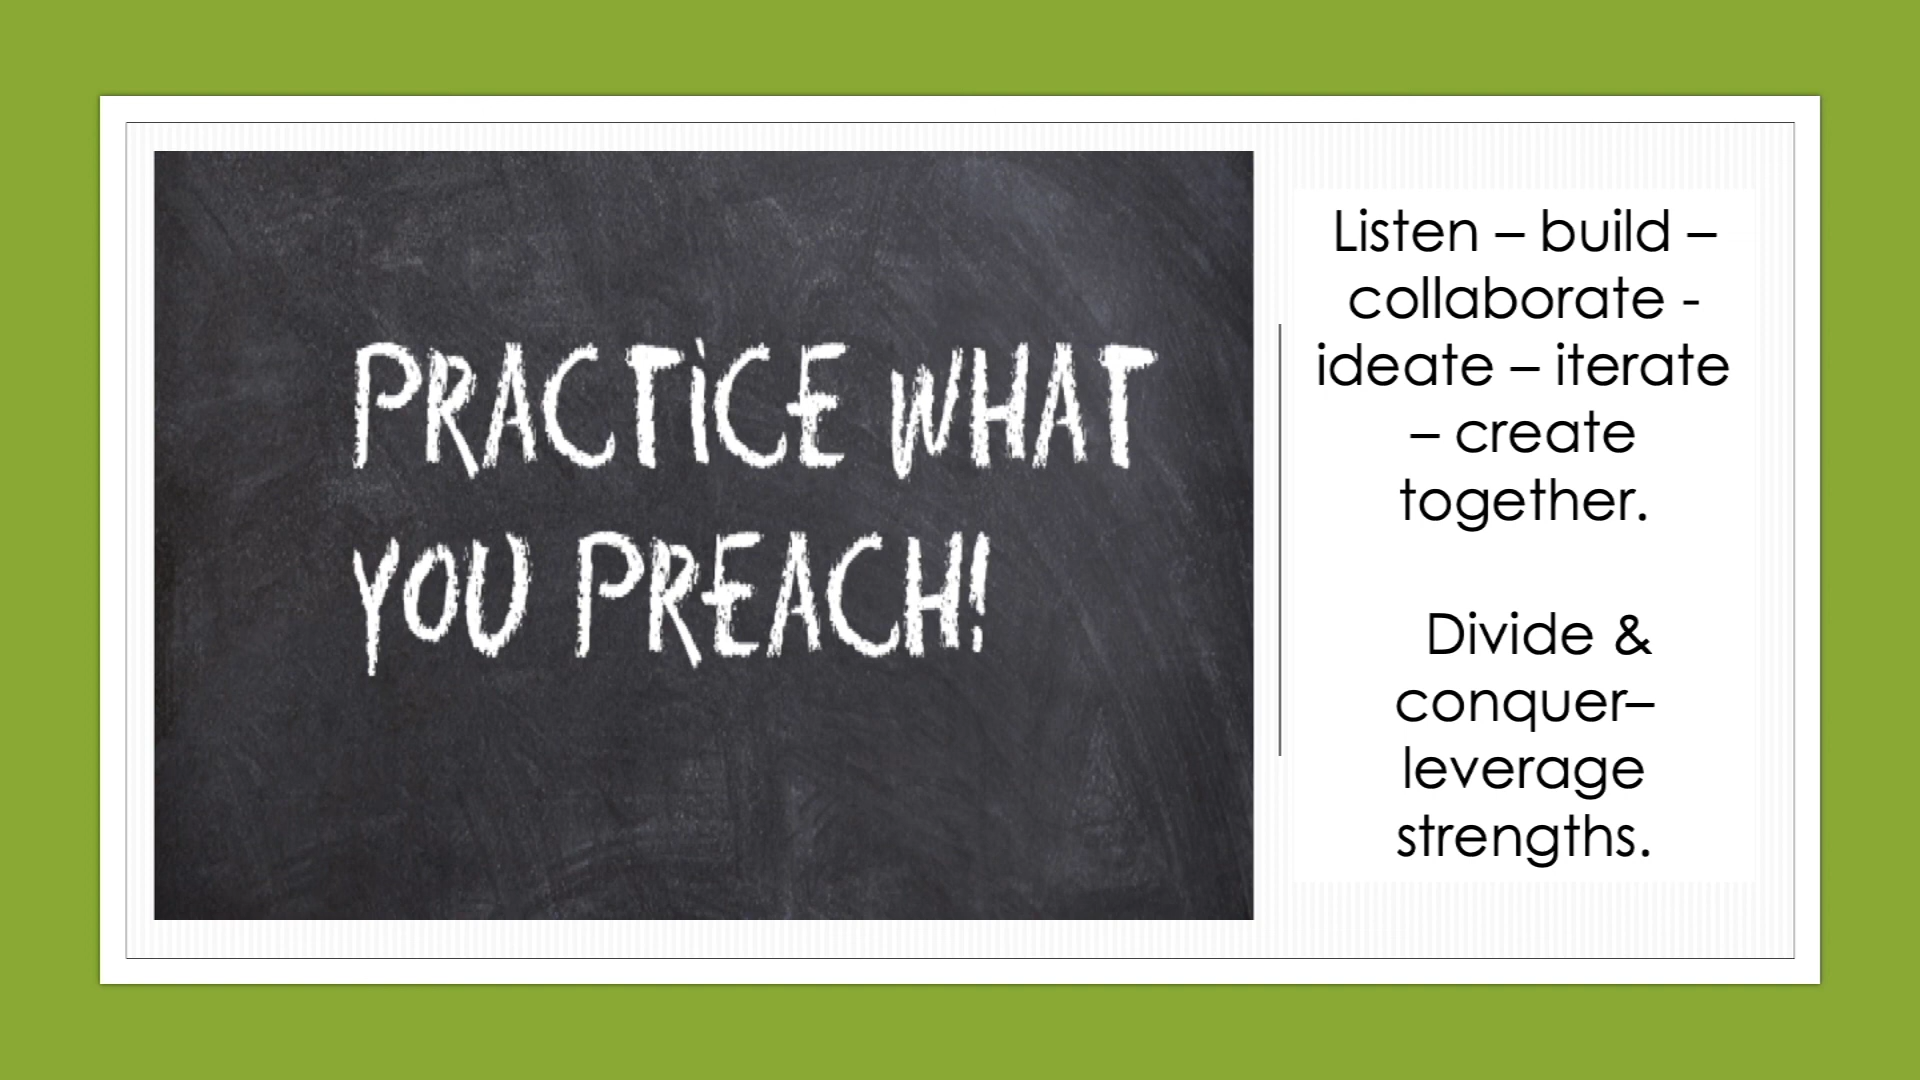 PRACTiCE WHAT
YOU PREACH!
Listen – build –
collaborate -
ideate – iterate
– create
together.
Divide &
conquer–
leverage
strengths.